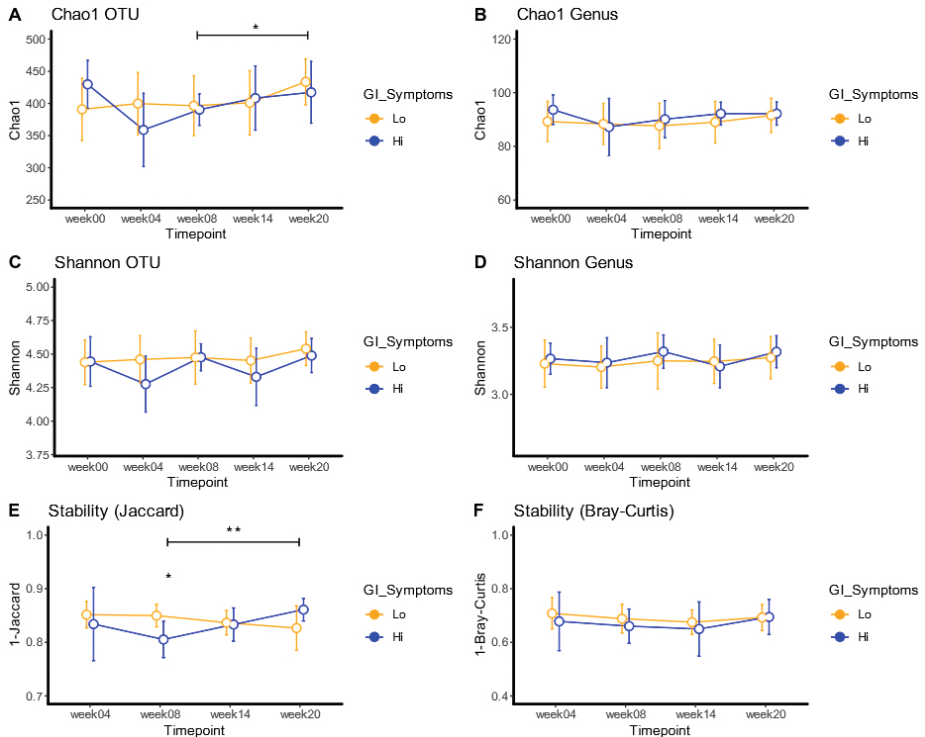 A Chao1 OTU
*
500
450
400
350
300
250
Chao1
week00 week04 week08 week14 week20
Timepoint
GI_Symptoms
Lo
Hi
B Chao1 Genus
120
100
80
60
Chao1
week00 week04 week08 week14 week20
Timepoint
GI_Symptoms
Lo
Hi
C Shannon OTU
5.00
4.75
4.50
4.25
4.00
3.75
Shannon
week00 week04 week08 week14 week20
Timepoint
GI_Symptoms
Lo
Hi
D Shannon Genus
3.5
3.0
Shannon
week00 week04 week08 week14 week20
Timepoint
GI_Symptoms
Lo
Hi
E Stability (Jaccard)
**
*
1.0
0.9
0.8
0.7
1-Jaccard
week04 week08 week14 week20
Timepoint
GI_Symptoms
Lo
Hi
F Stability (Bray-Curtis)
1.0
0.8
0.6
0.4
1-Bray-Curtis
week04 week08 week14 week20
Timepoint
GI_Symptoms
Lo
Hi